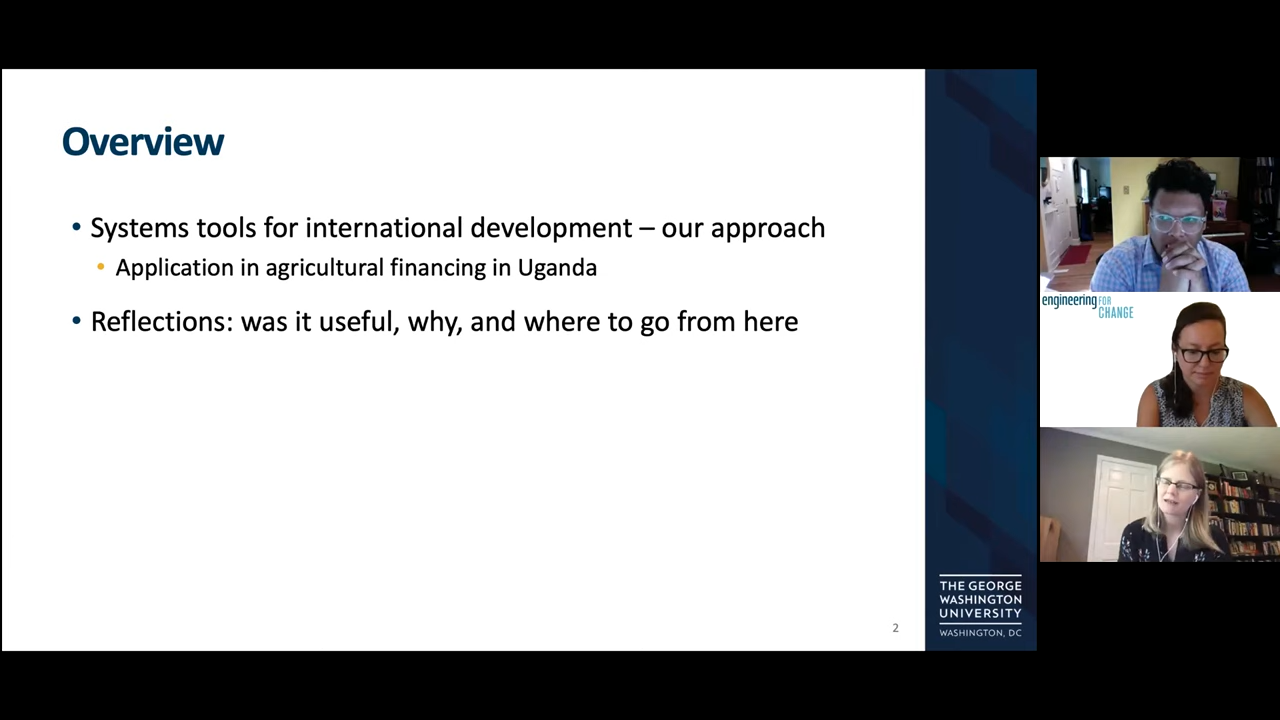 Overview
• Systems tools for international development – our approach
• Application in agricultural financing in Uganda
• Reflections: was it useful, why, and where to go from here
2
THE GEORGE
WASHINGTON
UNIVERSITY
WASHINGTON, DC
engineering FOR
CHANGE